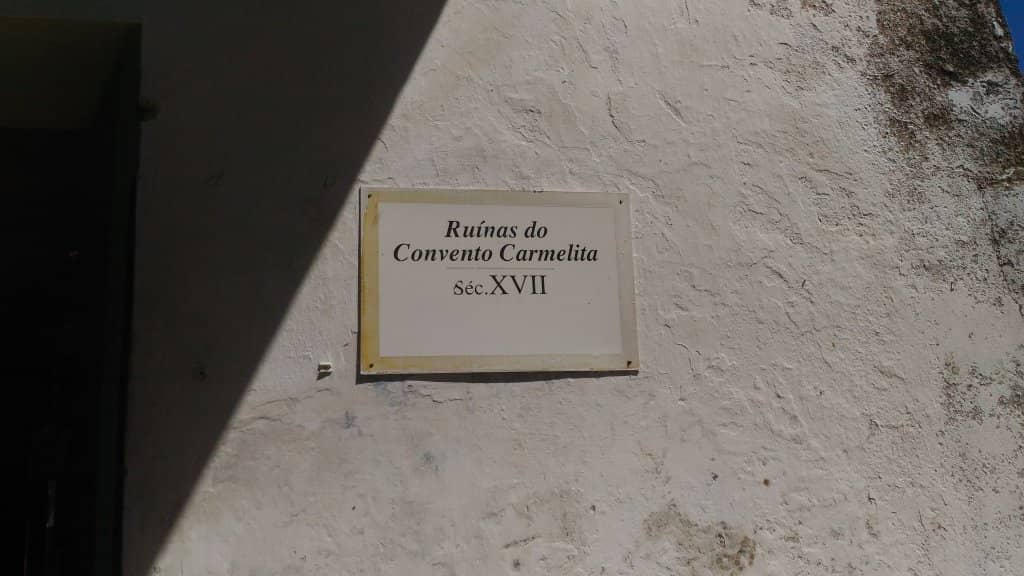 Ruínas do
Convento Carmelita
Séc.XVII